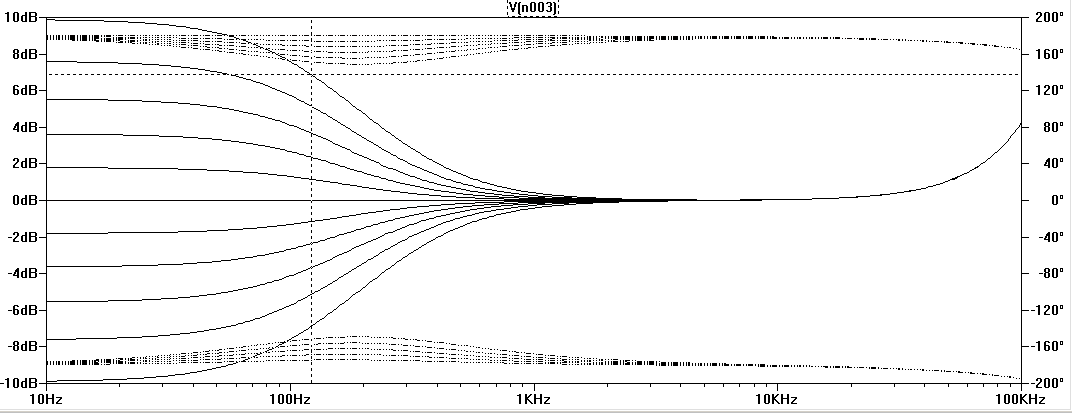 V(n003)
10dB
8dB
6dB
4dB
2dB
0dB
-2dB
-4dB
-6dB
-8dB
-10dB
200°
160°
120°
80°
40°
0°
-40°
-80°
-120°
-160°
-200°
10Hz
100Hz
1KHz
10KHz
100KHz